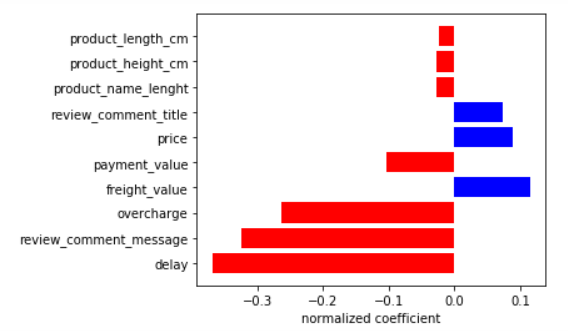 product_length_cm
product_height_cm
product_name_lenght
review_comment_title
price
payment_value
freight_value
overcharge
review_comment_message
delay
−0.3 −0.2 −0.1 0.0 0.1
normalized coefficient